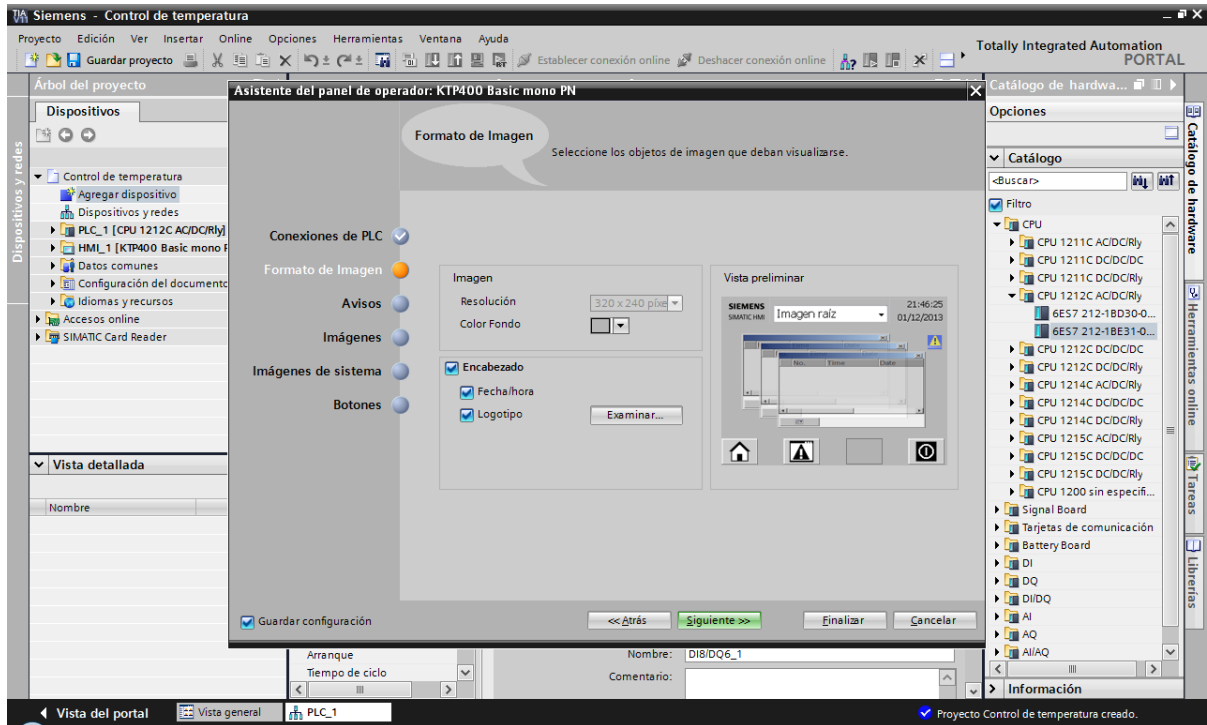 Siemens - Control de temperatura
Proyecto Edición Ver Insertar Online Opciones Herramientas Ventana Ayuda
Totally Integrated Automation
PORTAL
Guardar proyecto
Establecer conexión online
Deshacer conexión online
Árbol del proyecto
Dispositivos
Dispositivos y redes
Control de temperatura
Agregar dispositivo
Dispositivos y redes
PLC_1 [CPU 1212C AC/DC/Rly]
HMI_1 [KTP400 Basic mono
Datos comunes
Configuración del documento
Idiomas y recursos
Accesos online
SIMATIC Card Reader
Vista detallada
Nombre
Asistente del panel de operador: KTP400 Basic mono PN
Formato de Imagen
Seleccione los objetos de imagen que deban visualizarse.
Conexiones de PLC
Formato de Imagen
Avisos
Imágenes
Imágenes de sistema
Botones
Imagen
Resolución
320 x 240 píxe
Color Fondo
Encabezado
Fecha/hora
Logotipo
Examinar...
Vista preliminar
SIEMENS
SIMATIC HMI
Imagen raíz
21:46:25
01/12/2013
No.. Time Date
Guardar configuración
<< Atrás
Siguiente >>
Finalizar
Cancelar
Arranque
Tiempo de ciclo
Nombre: DI8/DQ6_1
Comentario:
Catálogo de hardwa...
Opciones
Catálogo
<Buscar>
Filtro
CPU
CPU 1211C AC/DC/Rly
CPU 1211C DC/DC/DC
CPU 1211C DC/DC/Rly
CPU 1212C AC/DC/Rly
6ES7 212-1BD30-0...
6ES7 212-1BE31-0...
CPU 1212C DC/DC/DC
CPU 1212C DC/DC/Rly
CPU 1214C AC/DC/Rly
CPU 1214C DC/DC/DC
CPU 1214C DC/DC/Rly
CPU 1215C AC/DC/Rly
CPU 1215C DC/DC/DC
CPU 1215C DC/DC/Rly
CPU 1200 sin especifi...
Signal Board
Tarjetas de comunicación
Battery Board
DI
DQ
DI/DQ
AI
AQ
AI/AQ
Información
Catálogo de hardware
Herramientas online
Tareas
Librerías
Vista del portal
Vista general
PLC_1
Proyecto Control de temperatura creado.